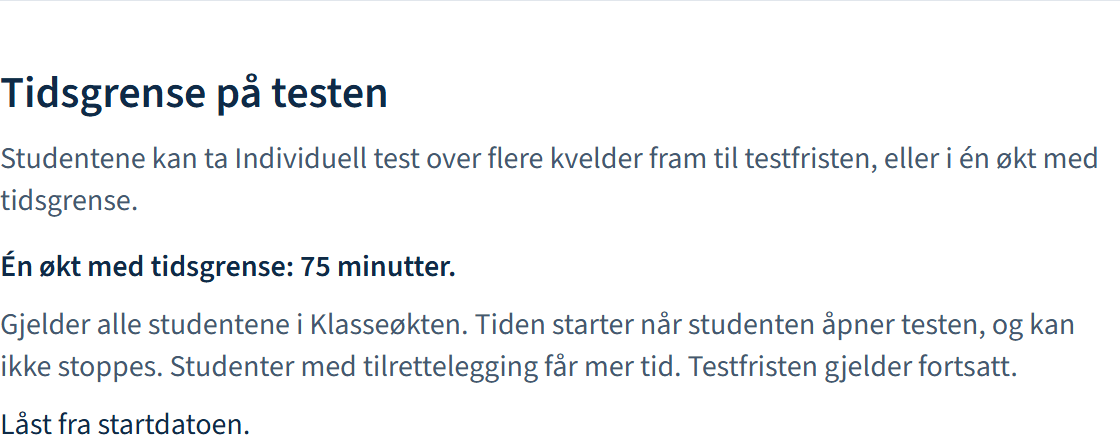 Tidsgrense på testen
Studentene kan ta Individuell test over flere kvelder fram til testfristen, eller i én økt med
tidsgrense.
Én økt med tidsgrense: 75 minutter.
Gjelder alle studentene i Klasseøkten. Tiden starter når studenten åpner testen, og kan
ikke stoppes. Studenter med tilrettelegging får mer tid. Testfristen gjelder fortsatt.
Låst fra startdatoen.